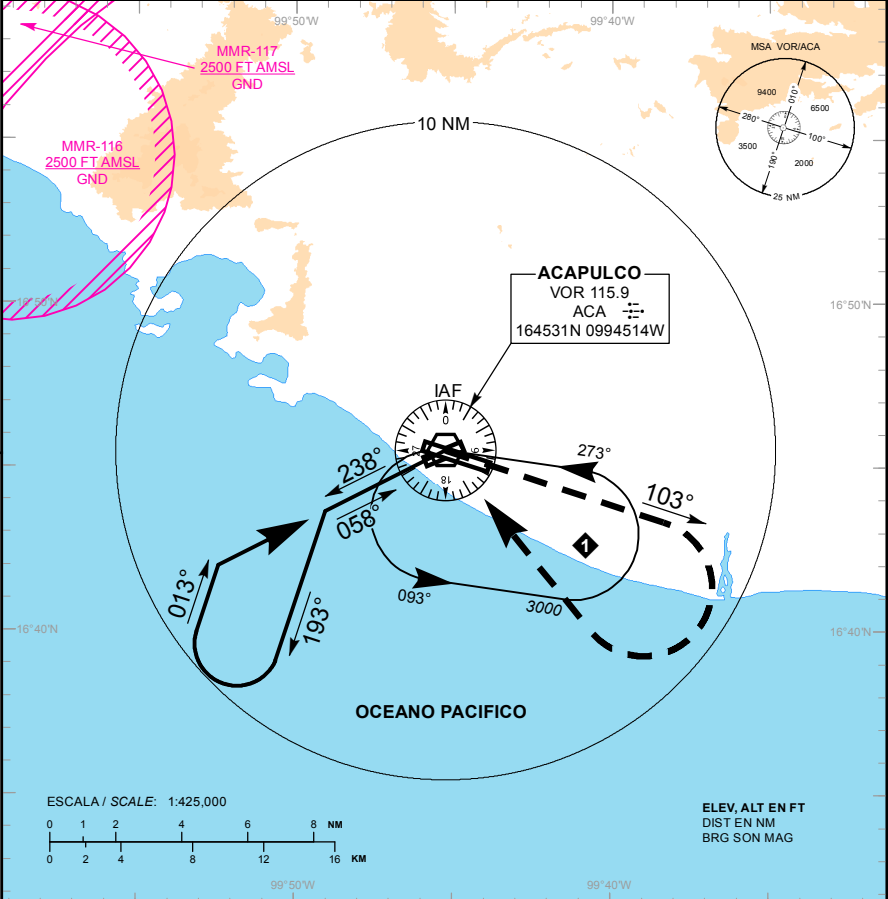 99°50'W
99°40'W
MMR-117
2500 FT AMSL
GND
MSA VOR/ACA
9400
010°
6500
280°
100°
3500
190°
2000
25 NM
10 NM
MMR-116
2500 FT AMSL
GND
ACAPULCO
VOR 115.9
ACA
164531N 0994514W
16°50'N
16°50'N
IAF
0
9
18
27
273°
238°
103°
058°
1
013°
093°
3000
193°
16°40'N
16°40'N
OCEANO PACIFICO
ESCALA / SCALE: 1:425,000
0 1 2 4 6 8 NM
0 2 4 8 12 16 KM
ELEV, ALT EN FT
DIST EN NM
BRG SON MAG
99°50'W
99°40'W